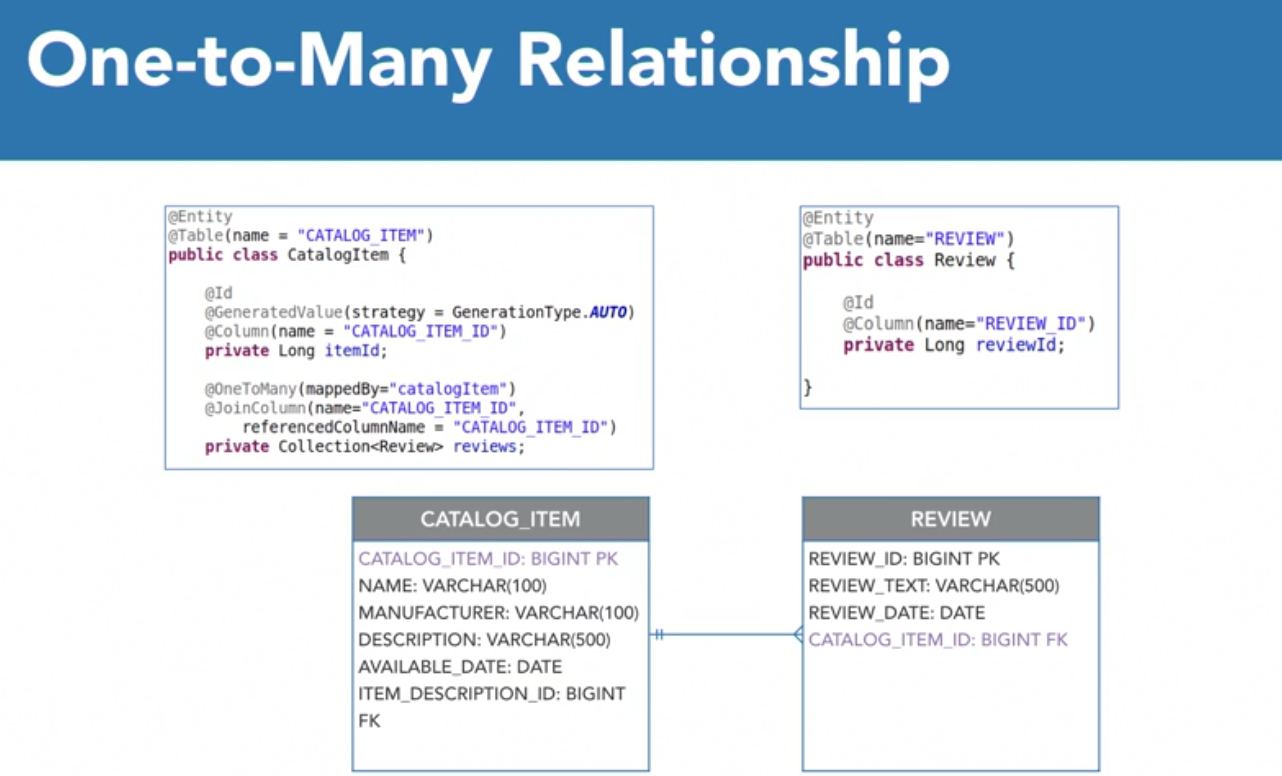 One-to-Many Relationship
@Entity
@Table(name = "CATALOG_ITEM")
public class CatalogItem {
@Id
@GeneratedValue(strategy = GenerationType.AUTO)
@Column(name = "CATALOG_ITEM_ID")
private Long itemId;
@OneToMany(mappedBy="catalogItem")
@JoinColumn(name="CATALOG_ITEM_ID",
referencedColumnName = "CATALOG_ITEM_ID")
private Collection<Review> reviews;
@Entity
@Table(name="REVIEW")
public class Review {
@Id
@Column(name="REVIEW_ID")
private Long reviewId;
}
CATALOG_ITEM
CATALOG_ITEM_ID: BIGINT PK
NAME: VARCHAR(100)
MANUFACTURER: VARCHAR(100)
DESCRIPTION: VARCHAR(500)
AVAILABLE_DATE: DATE
ITEM_DESCRIPTION_ID: BIGINT
FK
REVIEW
REVIEW_ID: BIGINT PK
REVIEW_TEXT: VARCHAR(500)
REVIEW_DATE: DATE
CATALOG_ITEM_ID: BIGINT FK